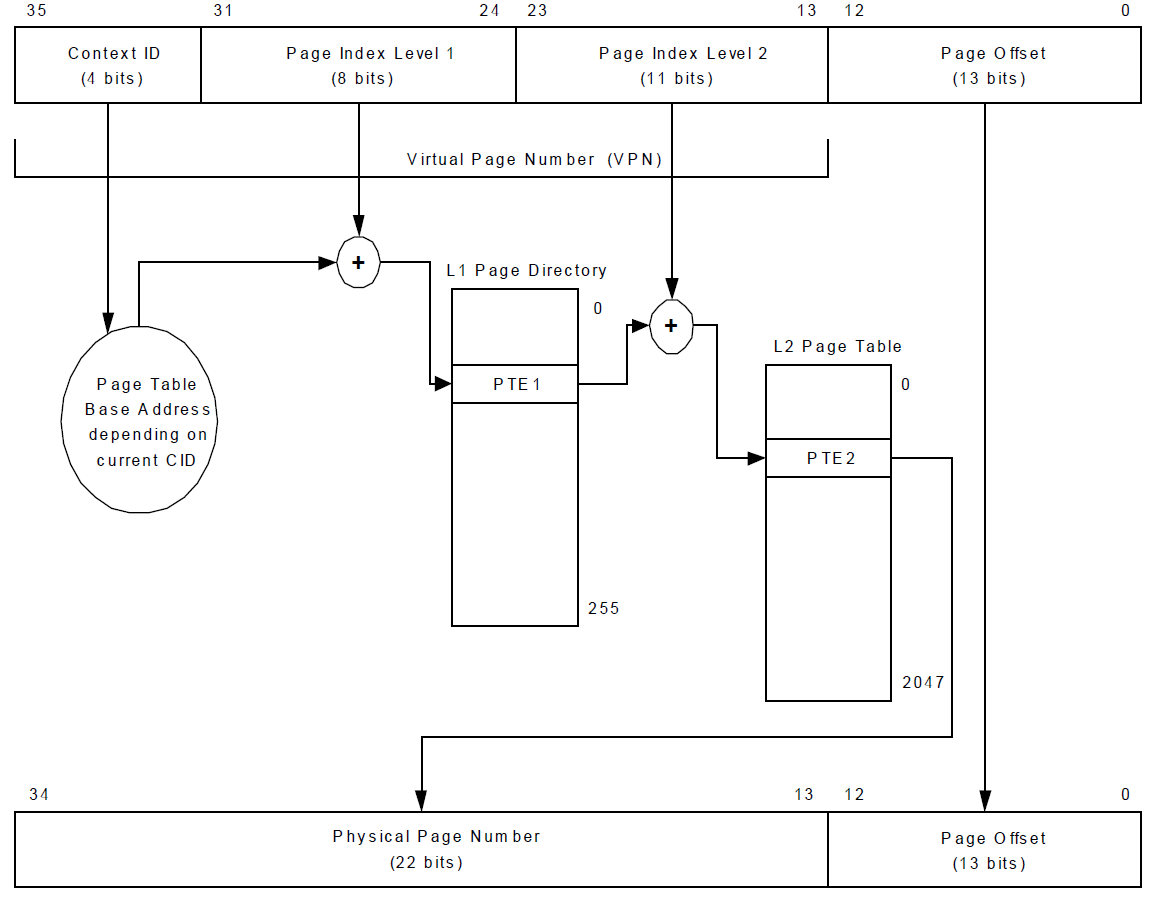 35 31 24 23 13 12 0
Context ID Page Index Level 1 Page Index Level 2 Page Offset
(4 bits) (8 bits) (11 bits) (13 bits)
Virtual Page Number (VPN)
+
L1 Page Directory
0
+
L2 Page Table
Page Table
Base Address
depending on
current CID
PTE1
0
PTE2
255
2047
34 13 12 0
Physical Page Number Page Offset
(22 bits) (13 bits)